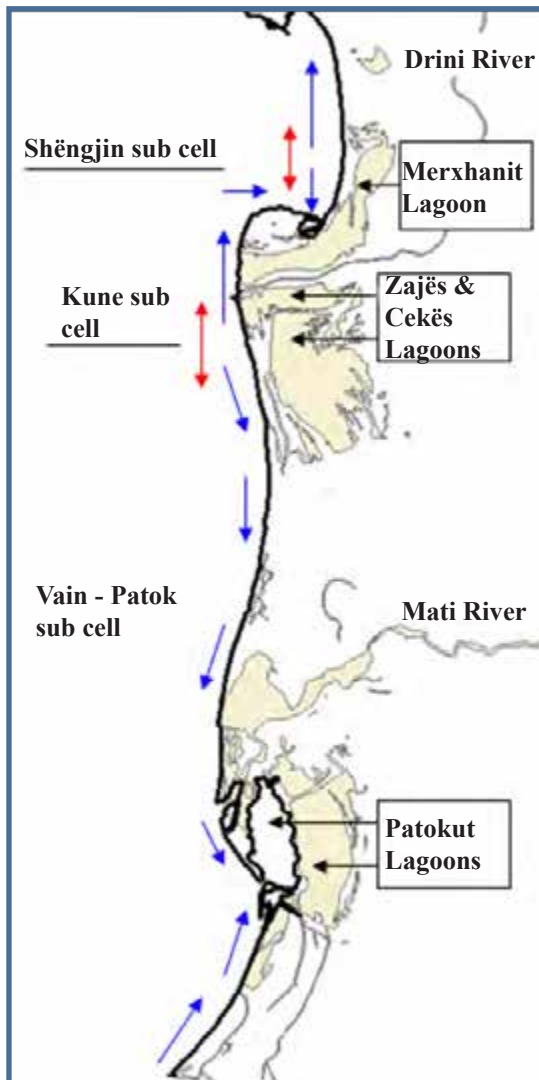 Drini River
Shëngjin sub cell
Merxhanit
Lagoon
Kune sub
cell
Zajës &
Cekës
Lagoons
Vain - Patok
sub cell
Mati River
Patokut
Lagoons